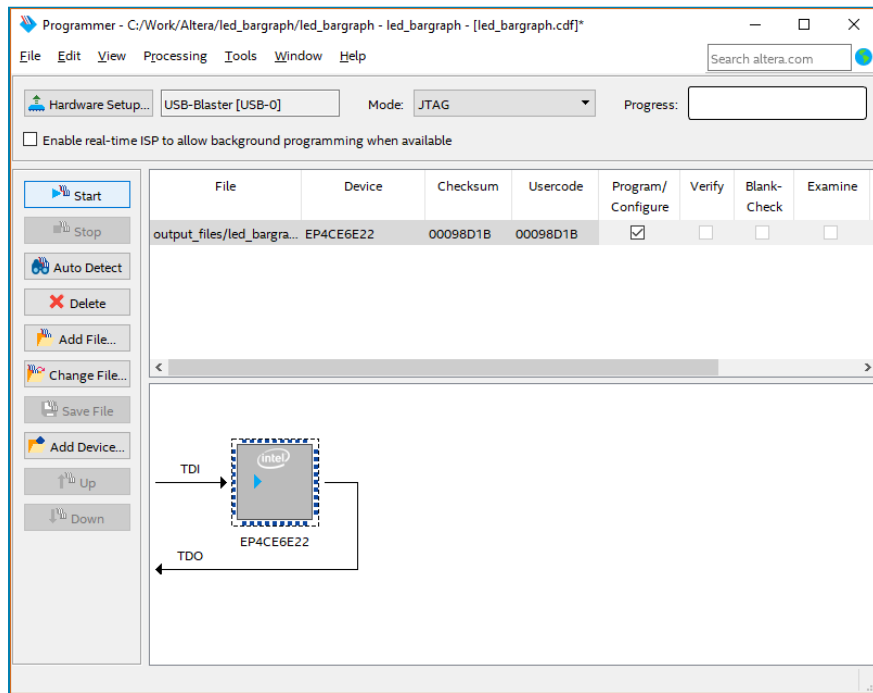 Programmer - C:/Work/Altera/led_bargraph/led_bargraph - led_bargraph - [led_bargraph.cdf]*
File Edit View Processing Tools Window Help
Search altera.com
Hardware Setup... USB-Blaster [USB-0] Mode: JTAG Progress:
Enable real-time ISP to allow background programming when available
Start
Stop
Auto Detect
Delete
Add File...
Change File...
Save File
Add Device...
Up
Down
File Device Checksum Usercode Program/ Verify Blank- Examine
Configure Check
output_files/led_bargra... EP4CE6E22 00098D1B 00098D1B
intel
TDI
EP4CE6E22
TDO